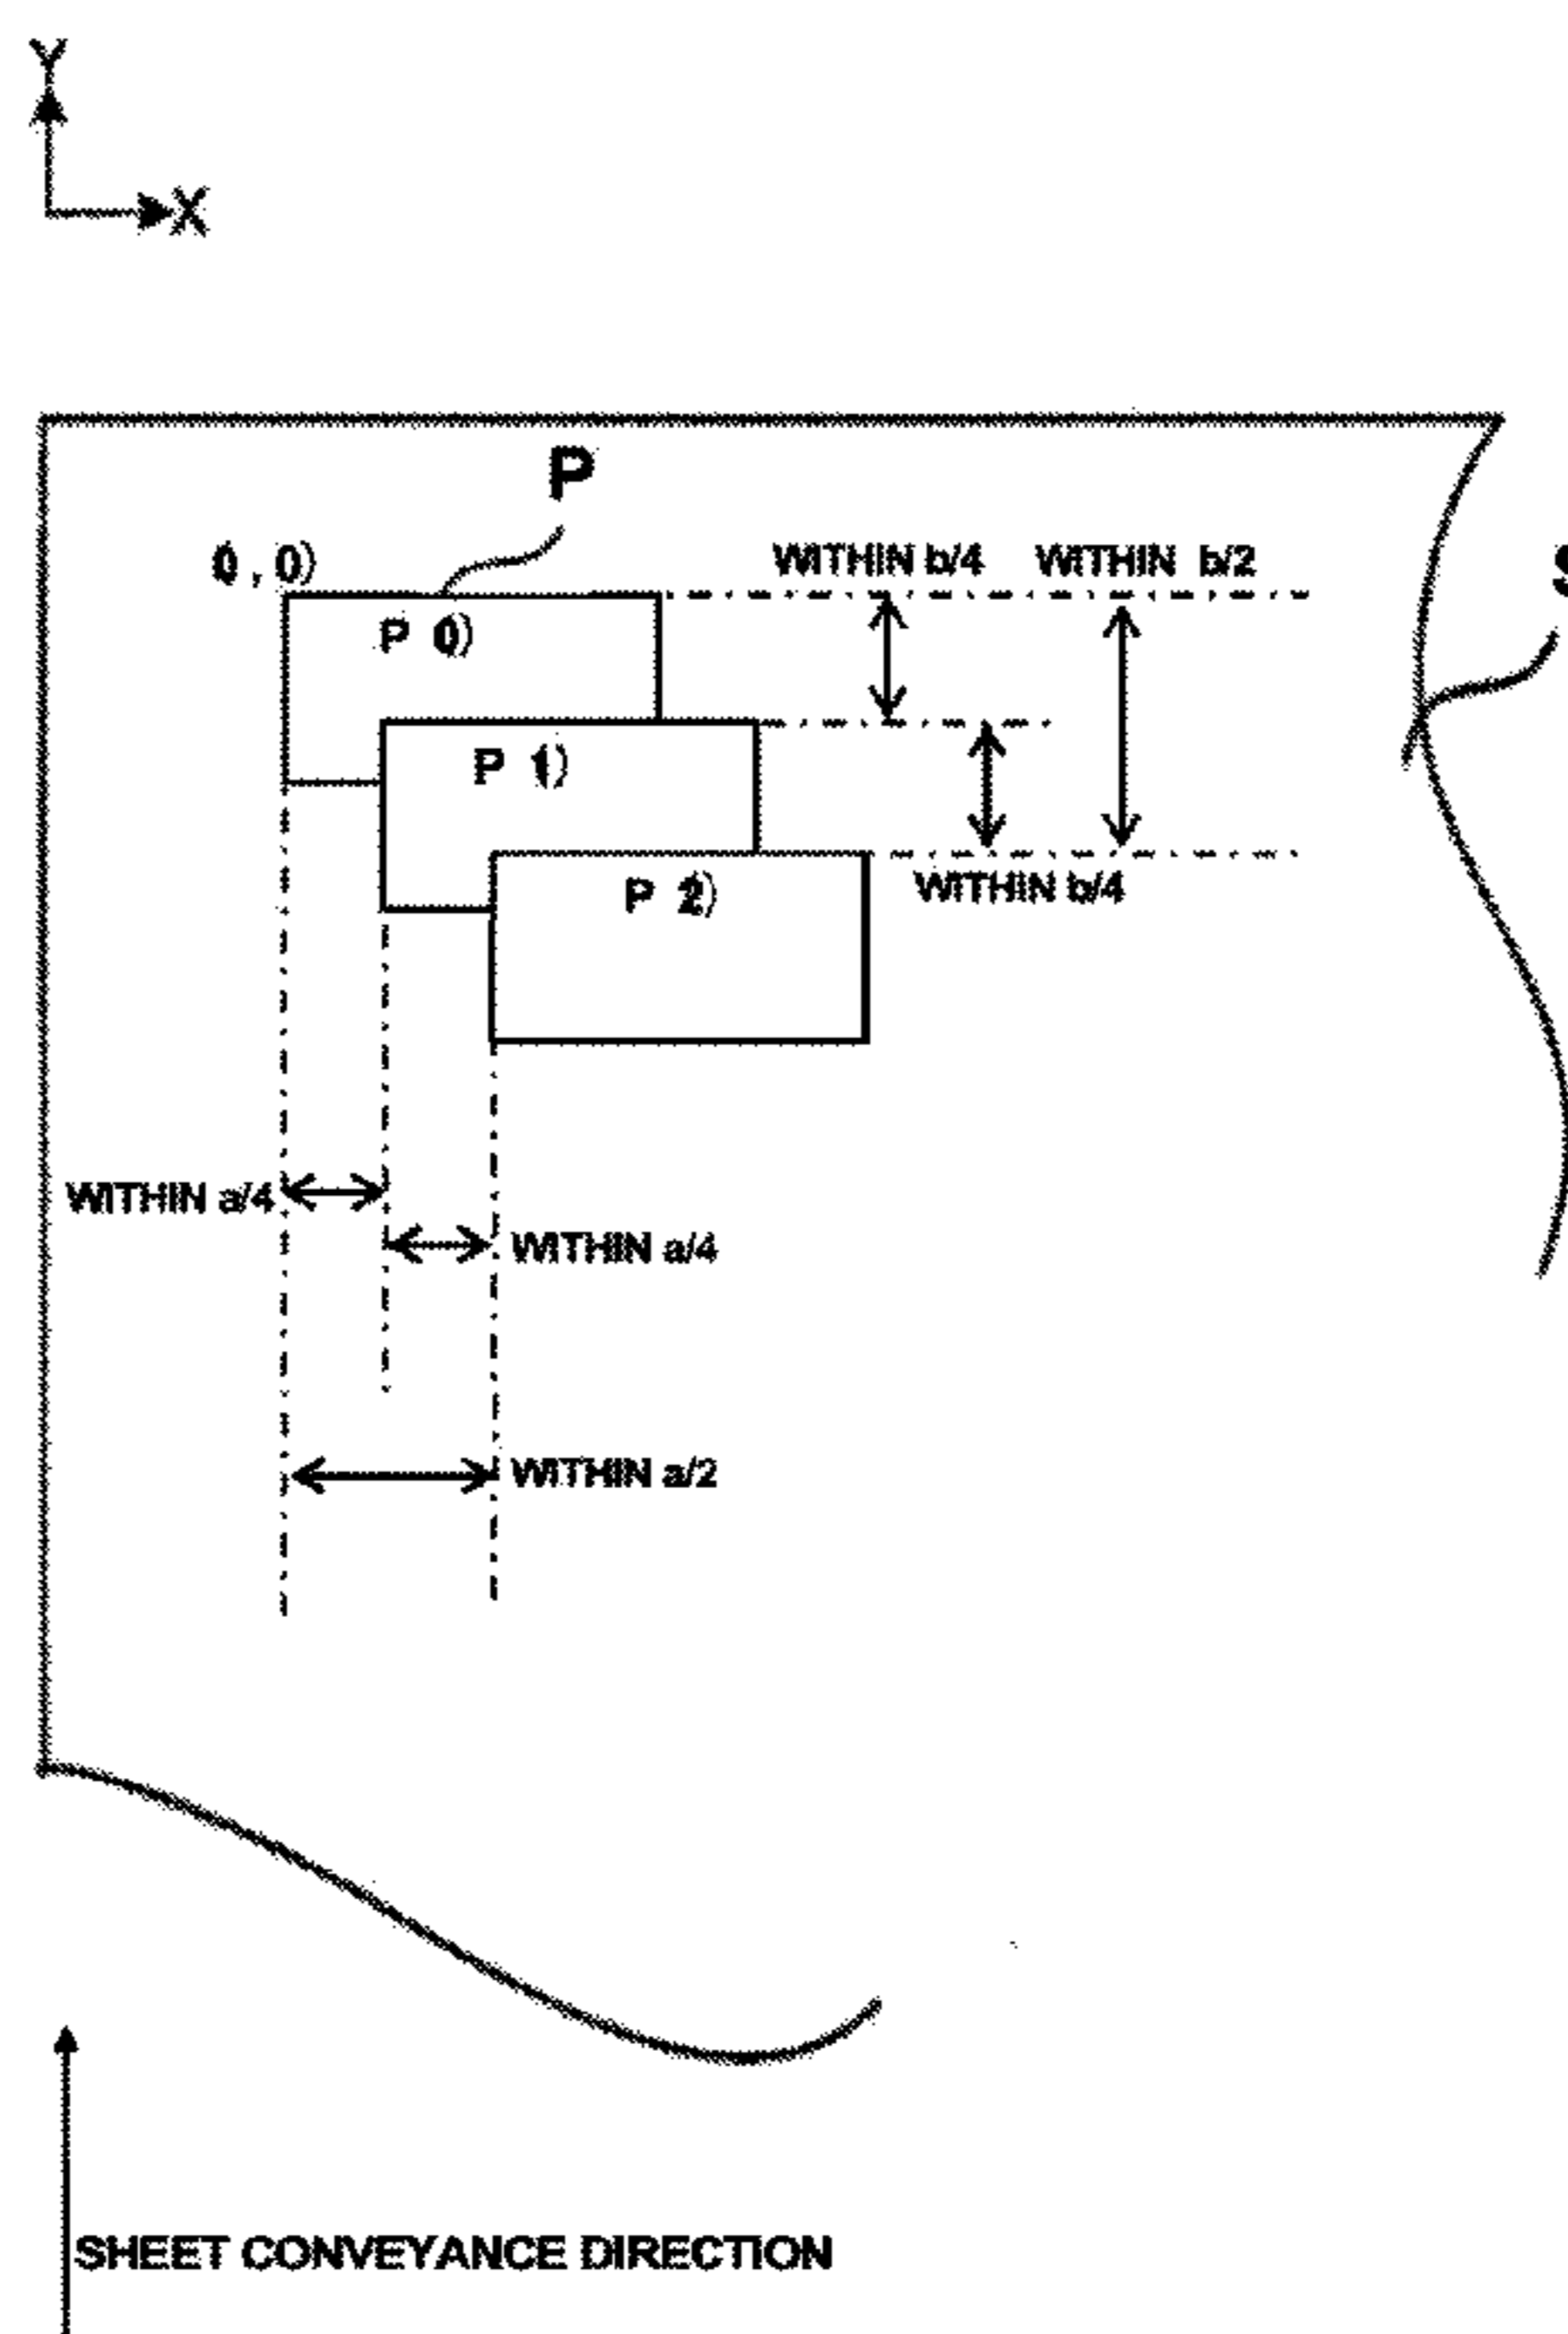 Y
X
P
(0 , 0)
WITHIN b/4
WITHIN b/2
S
P (0)
P (1)
P (2)
WITHIN b/4
WITHIN a/4
WITHIN a/4
WITHIN a/2
SHEET CONVEYANCE DIRECTION